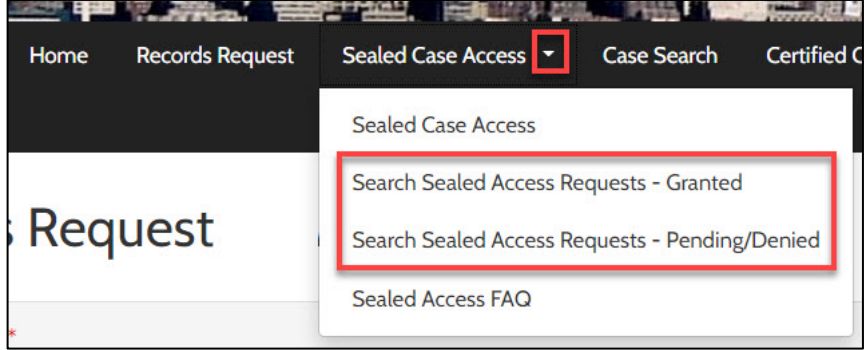 Home Records Request Sealed Case Access Case Search Certified
Sealed Case Access
Search Sealed Access Requests - Granted
Request
Search Sealed Access Requests - Pending/Denied
Sealed Access FAQ
*